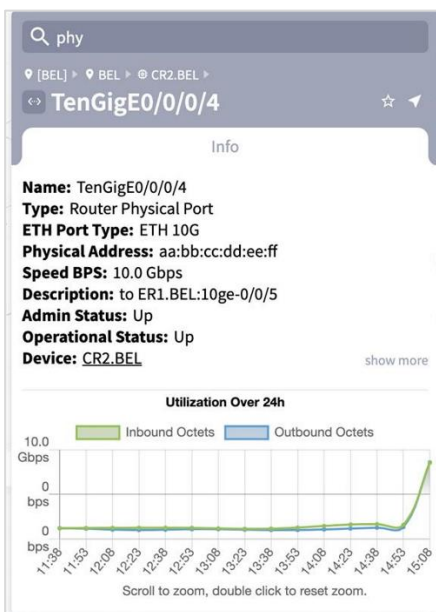 phy
[BEL] BEL CR2.BEL
TenGigE0/0/0/4
Info
Name: TenGigE0/0/0/4
Type: Router Physical Port
ETH Port Type: ETH 10G
Physical Address: aa:bb:cc:dd:ee:ff
Speed BPS: 10.0 Gbps
Description: to ER1.BEL:10ge-0/0/5
Admin Status: Up
Operational Status: Up
Device: CR2.BEL show more
Utilization Over 24h
Inbound Octets Outbound Octets
10.0
Gbps
0
bps
0
bps
11:38 11:53 12:08 12:23 12:38 12:53 13:08 13:23 13:38 13:53 14:08 14:23 14:38 14:53 15:08
Scroll to zoom, double click to reset zoom.